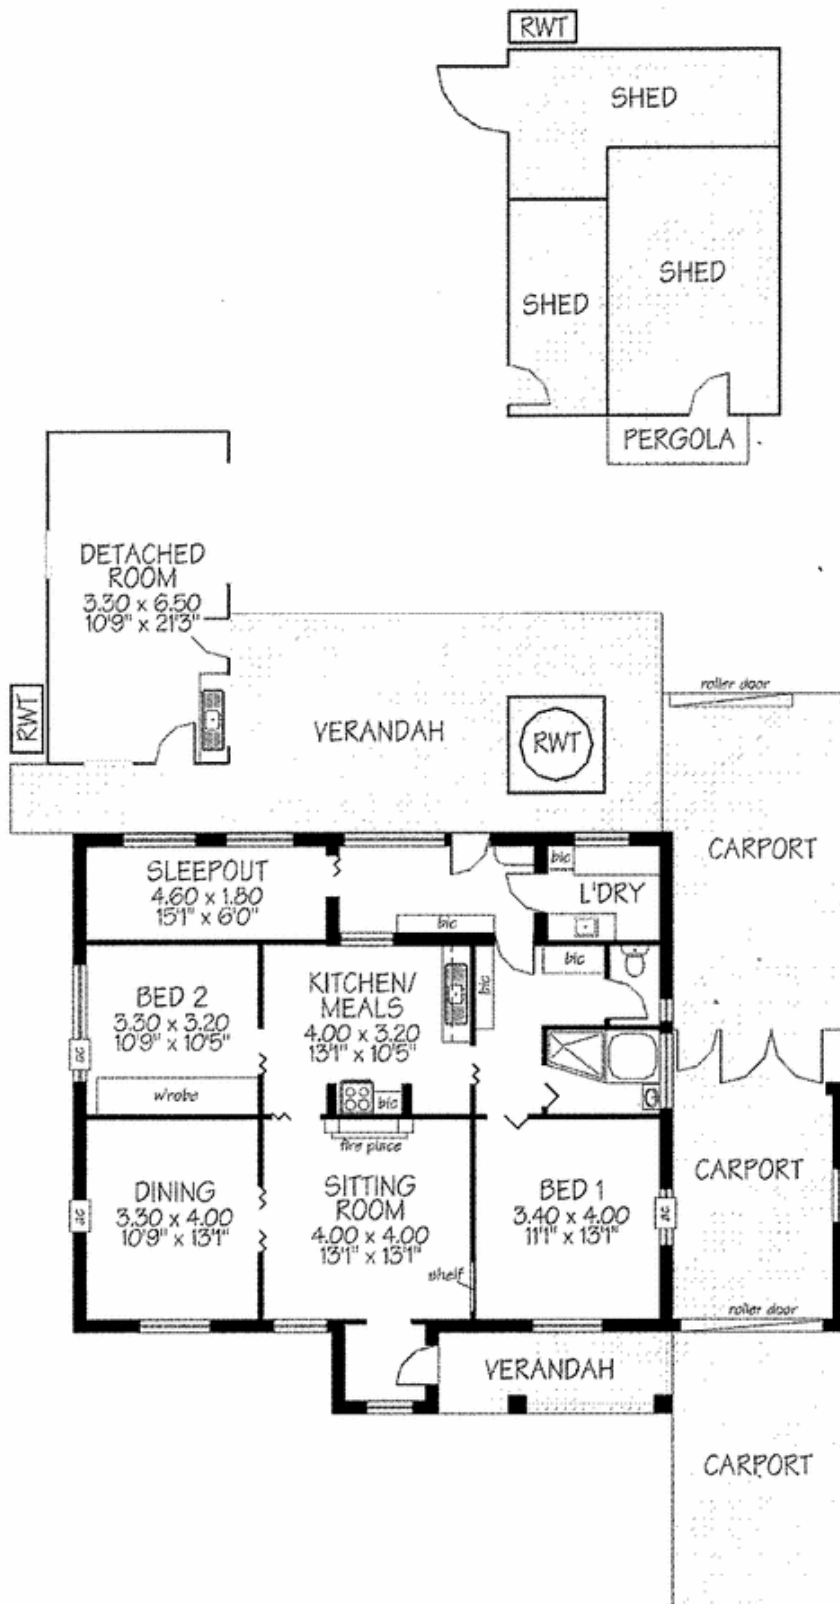 RWT
SHED
SHED
SHED
PERGOLA
DETACHED
ROOM
3.30 x 6.50
10'9" x 21'3"
RWT
VERANDAH
RWT
roller door
CARPORT
SLEEPOUT
4.60 x 1.80
15'1" x 6'0"
bic
bic
L'DRY
BED 2
3.30 x 3.20
10'9" x 10'5"
ac
w'robe
KITCHEN/
MEALS
4.00 x 3.20
13'1" x 10'5"
bic
bic
bic
fire place
DINING
3.30 x 4.00
10'9" x 13'1"
ac
SITTING
ROOM
4.00 x 4.00
13'1" x 13'1"
shelf
BED 1
3.40 x 4.00
11'1" x 13'1"
ac
CARPORT
roller door
VERANDAH
CARPORT